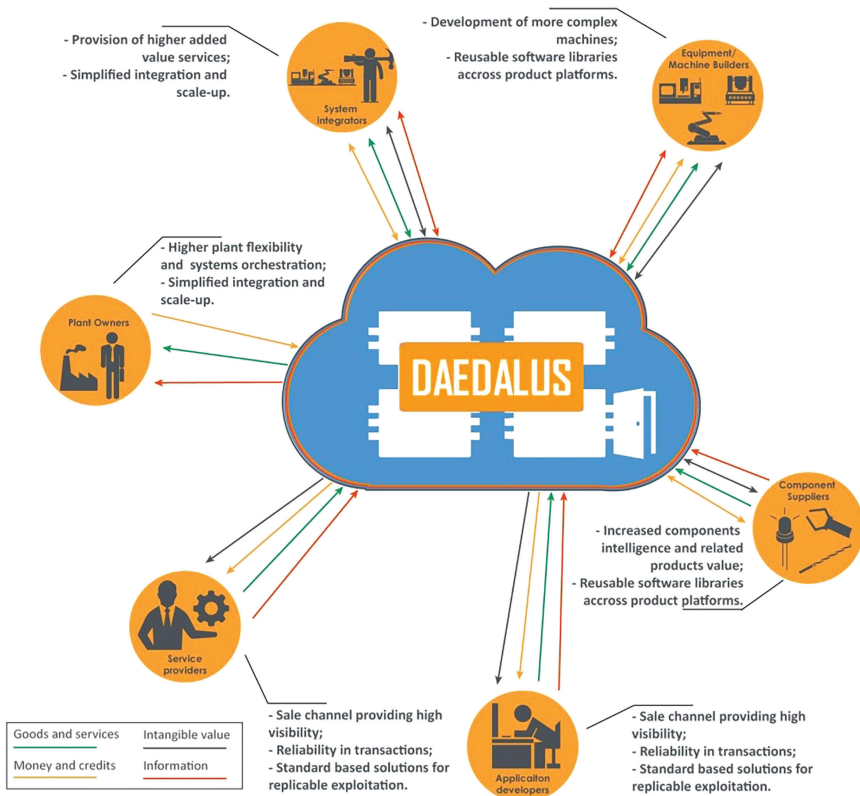 - Provision of higher added
value services;
- Simplified integration and
scale-up.
System
integrators
- Development of more complex
machines;
- Reusable software libraries
accross product platforms.
Equipment/
Machine Builders
- Higher plant flexibility
and systems orchestration;
- Simplified integration and
scale-up.
Plant Owners
DAEDALUS
Component
Suppliers
- Increased components
intelligence and related
products value;
- Reusable software libraries
accross product platforms.
Service
providers
- Sale channel providing high
visibility;
- Reliability in transactions;
- Standard based solutions for
replicable exploitation.
Applicaiton
developers
- Sale channel providing high
visibility;
- Reliability in transactions;
- Standard based solutions for
replicable exploitation.
Goods and services
Intangible value
Money and credits
Information